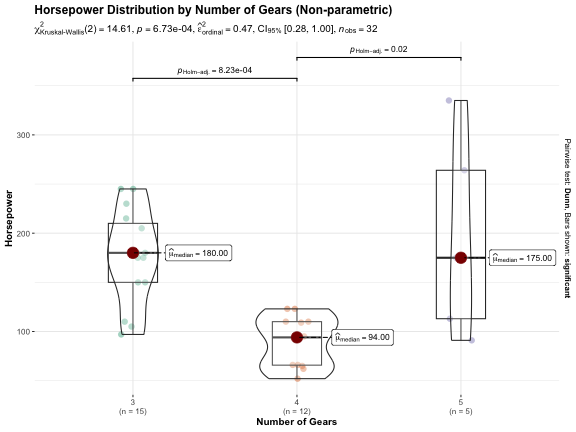 Horsepower Distribution by Number of Gears (Non-parametric)
χ²Kruskal-Wallis(2) = 14.61, p = 6.73e-04, ε̂²ordinal = 0.47, CI95% [0.28, 1.00], nobs = 32
pHolm-adj. = 0.02
pHolm-adj. = 8.23e-04
300
200
100
Horsepower
μ̂median = 180.00
μ̂median = 94.00
μ̂median = 175.00
Pairwise test: Dunn, Bars shown: significant
3
(n = 15)
4
(n = 12)
5
(n = 5)
Number of Gears